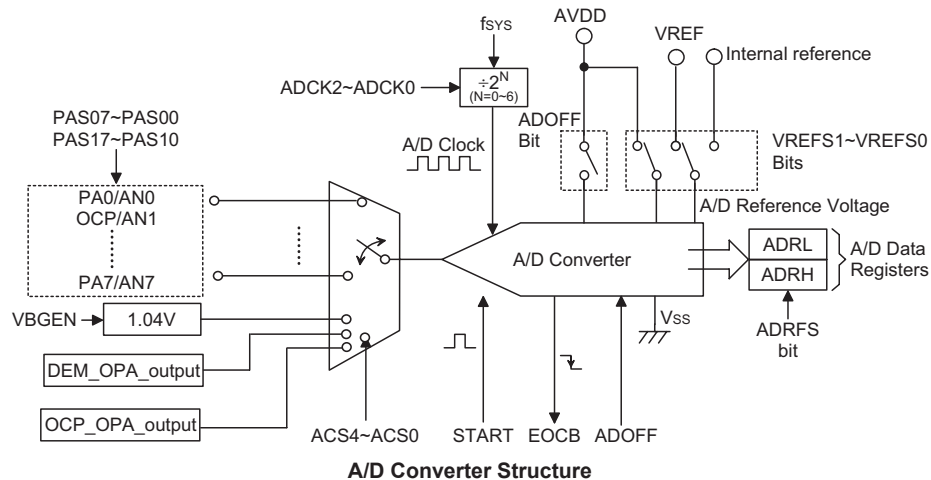 fSYS
AVDD
VREF
Internal reference
ADCK2~ADCK0
÷2^N
(N=0~6)
ADOFF
Bit
VREFS1~VREFS0
Bits
PAS07~PAS00
PAS17~PAS10
A/D Clock
PA0/AN0
OCP/AN1
PA7/AN7
A/D Reference Voltage
A/D Converter
ADRL
ADRH
A/D Data
Registers
VBGEN
1.04V
VSS
ADRFS
bit
DEM_OPA_output
OCP_OPA_output
ACS4~ACS0
START
EOCB
ADOFF
A/D Converter Structure